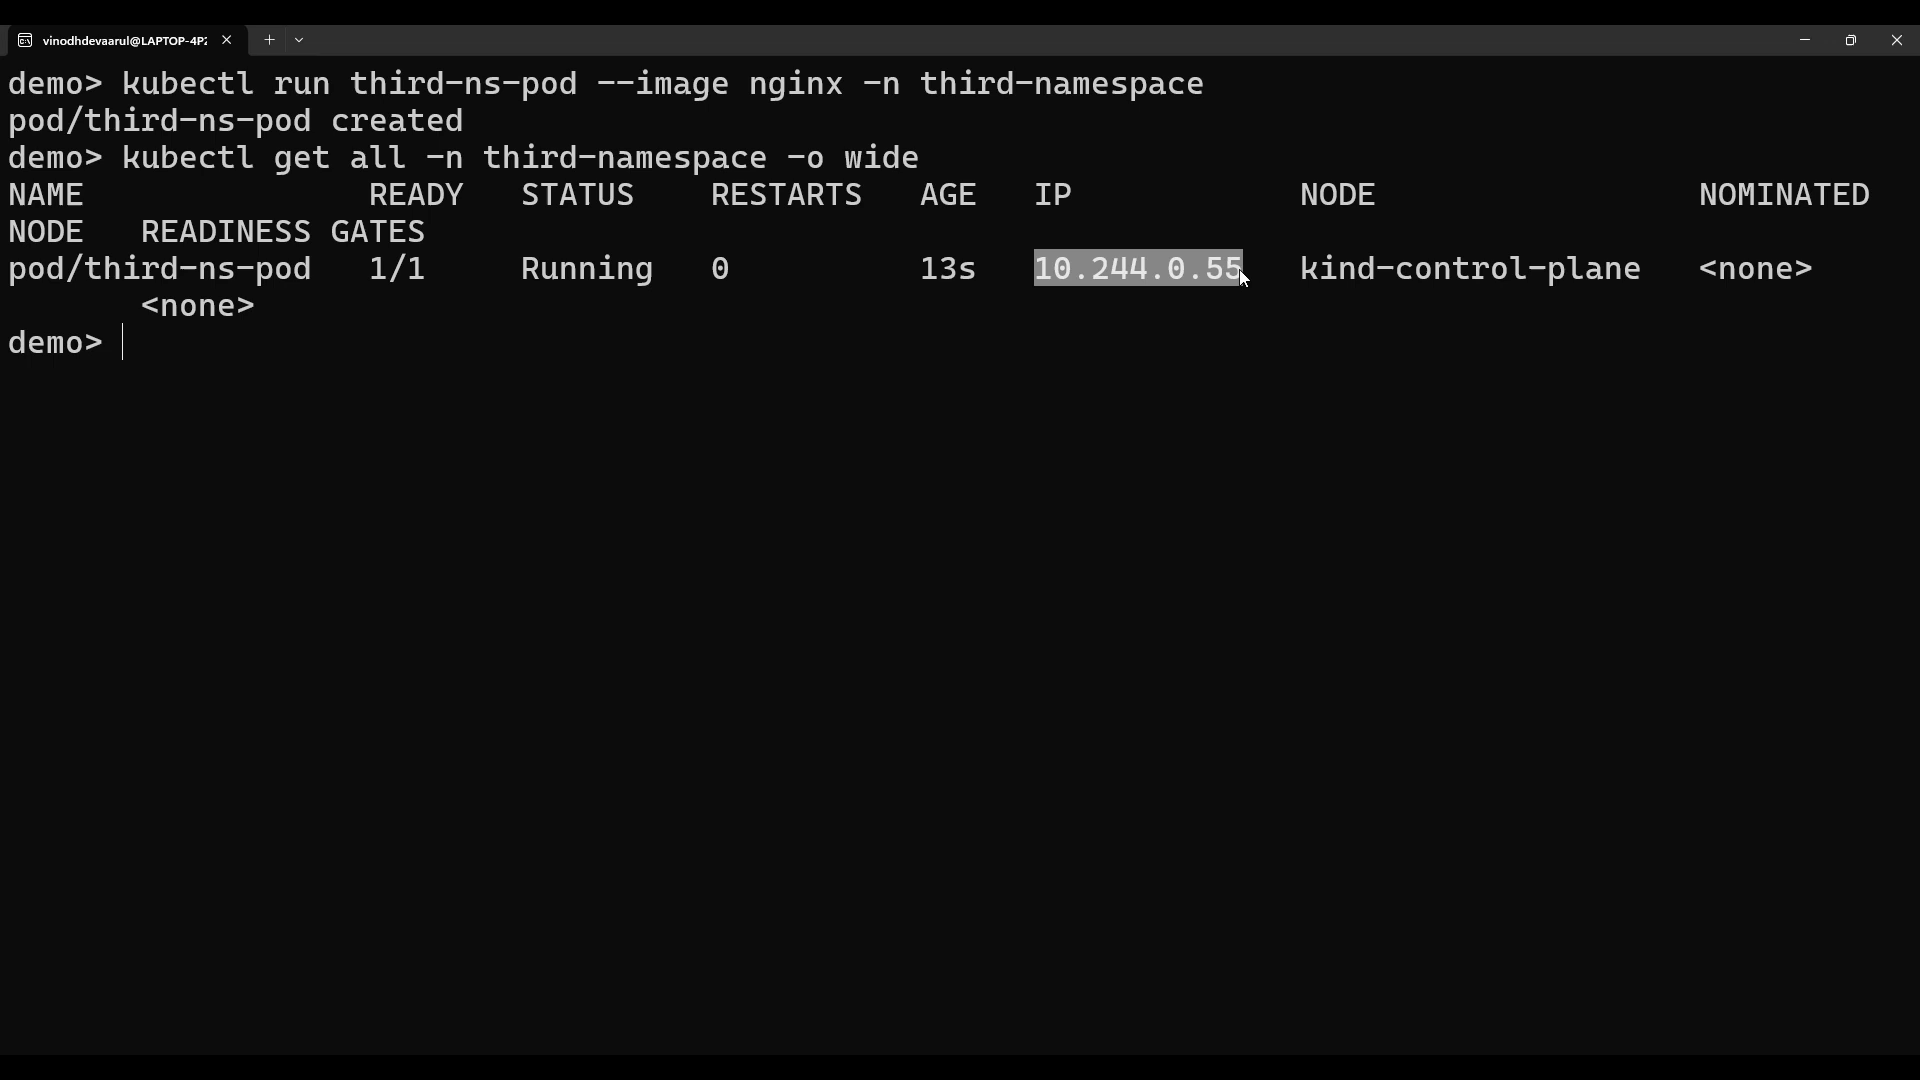 vinodhdevaarul@LAPTOP-4P2
demo> kubectl run third-ns-pod --image nginx -n third-namespace
pod/third-ns-pod created
demo> kubectl get all -n third-namespace -o wide
NAME READY STATUS RESTARTS AGE IP NODE NOMINATED
NODE READINESS GATES
pod/third-ns-pod 1/1 Running 0 13s 10.244.0.55 kind-control-plane <none>
<none>
demo>